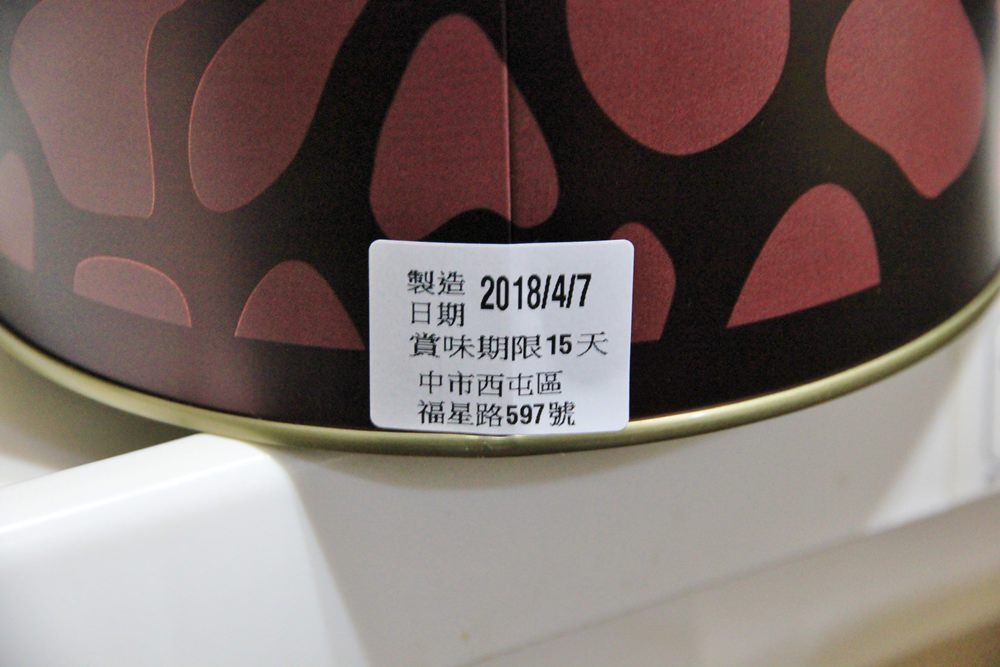 製造 2018/4/7
日期
賞味期限15天
中市西屯區
福星路597號